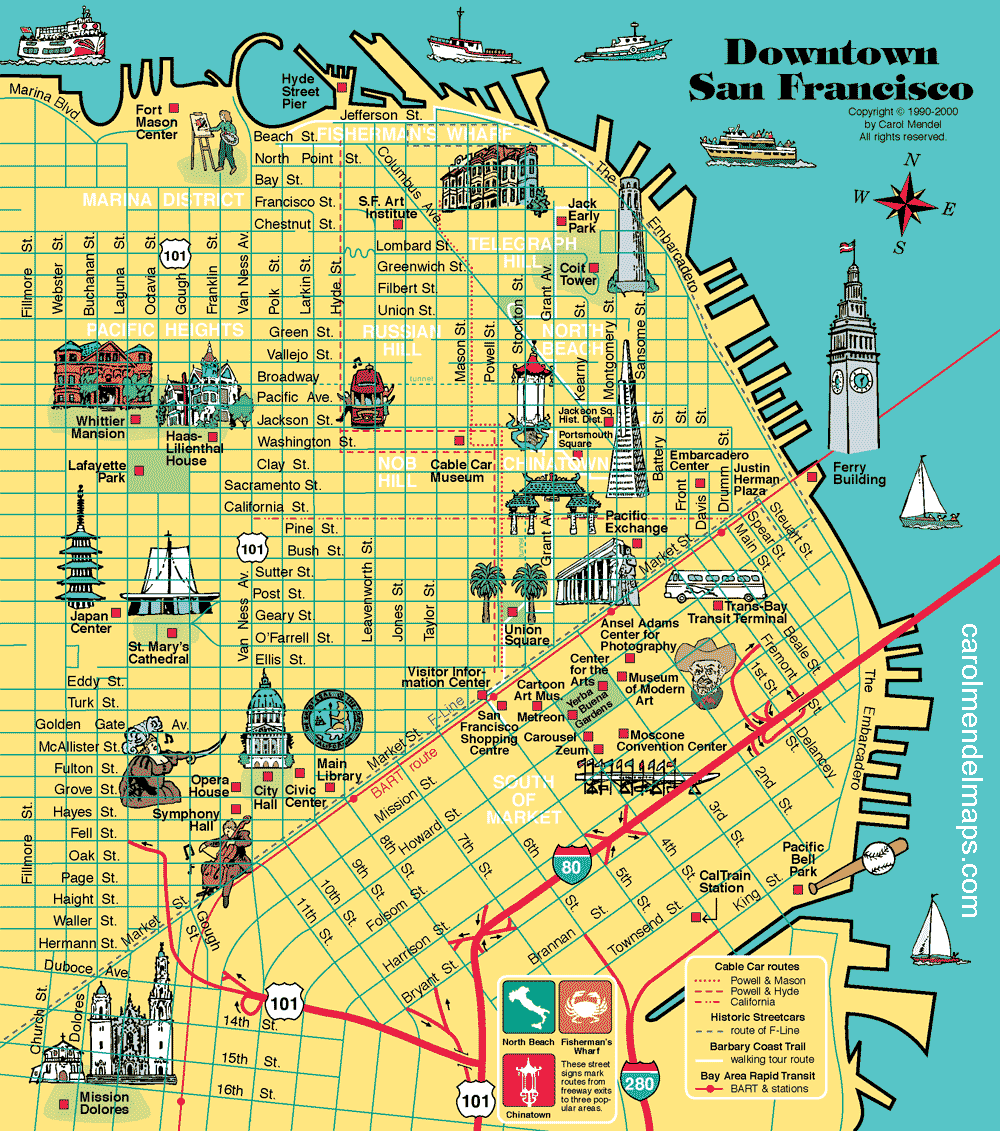 Downtown
San Francisco
Copyright © 1990-2000
by Carol Mendel
All rights reserved.
N
W
E
S
Marina Blvd.
Fort
Mason
Center
Hyde
Street
Pier
Jefferson St.
Beach St.
FISHERMAN'S WHARF
North Point St.
Bay St.
MARINA DISTRICT
Francisco St.
Chestnut St.
Columbus Ave.
S.F. Art
Institute
Jack
Early
Park
The Embarcadero
Lombard St.
TELEGRAPH
HILL
Coit
Tower
Greenwich St.
Filbert St.
Union St.
Fillmore St.
Webster St.
Buchanan St.
Laguna St.
Octavia St.
101
Gough St.
Franklin St.
Van Ness Av.
Polk St.
Larkin St.
Hyde St.
Mason St.
Powell St.
Stockton St.
Grant Av.
Kearny St.
Montgomery St.
Sansome St.
PACIFIC HEIGHTS
Green St.
RUSSIAN
HILL
NORTH
BEACH
Vallejo St.
Broadway
tunnel
Pacific Ave.
Jackson St.
Washington St.
Clay St.
Sacramento St.
California St.
Pine St.
Bush St.
Sutter St.
Post St.
Geary St.
O'Farrell St.
Ellis St.
Whittier
Mansion
Haas-
Lilienthal
House
Lafayette
Park
Jackson Sq.
Hist. Dist.
Portsmouth
Square
NOB
HILL
Cable Car
Museum
CHINATOWN
Battery St.
Front St.
Davis St.
Drumm St.
Embarcadero
Center
Justin
Herman
Plaza
Ferry
Building
Pacific
Exchange
Grant Av.
tunnel
Market St.
Steuart St.
Spear St.
Main St.
101
Van Ness Av.
Leavenworth St.
Jones St.
Taylor St.
Japan
Center
St. Mary's
Cathedral
Union
Square
Trans-Bay
Transit Terminal
Beale St.
Fremont St.
1st St.
Ansel Adams
Center for
Photography
Center
for the
Arts
Museum
of Modern
Art
Yerba
Buena
Gardens
Visitor Infor-
mation Center
Cartoon
Art Mus.
Metreon
San
Francisco
Shopping
Centre
Carousel
Zeum
Moscone
Convention Center
Eddy St.
Turk St.
Golden Gate Av.
McAllister St.
Fulton St.
Grove St.
Hayes St.
Fell St.
Oak St.
Page St.
Haight St.
Waller St.
Hermann St.
Duboce Ave.
Fillmore St.
F-Line
Market St.
BART route
Mission St.
Howard St.
Folsom St.
Harrison St.
Bryant St.
Brannan St.
Townsend St.
King St.
Delancey St.
The Embarcadero
2nd St.
3rd St.
4th St.
5th St.
6th St.
7th St.
8th St.
9th St.
10th St.
11th St.
SOUTH
OF
MARKET
Opera
House
City
Hall
Civic
Center
Main
Library
Symphony
Hall
Market St.
Gough St.
80
CalTrain
Station
Pacific
Bell
Park
Church St.
Dolores
101
14th St.
15th St.
16th St.
Mission
Dolores
101
280
North Beach
Fisherman's
Wharf
Chinatown
These street
signs mark
routes from
freeway exits
to three pop-
ular areas.
Cable Car routes
Powell & Mason
Powell & Hyde
California
Historic Streetcars
route of F-Line
Barbary Coast Trail
walking tour route
Bay Area Rapid Transit
BART & stations
carolmendelmaps.com